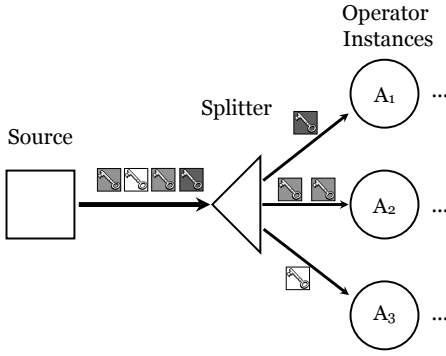 Operator
Instances
Splitter
Source
A1
...
A2
...
A3
...